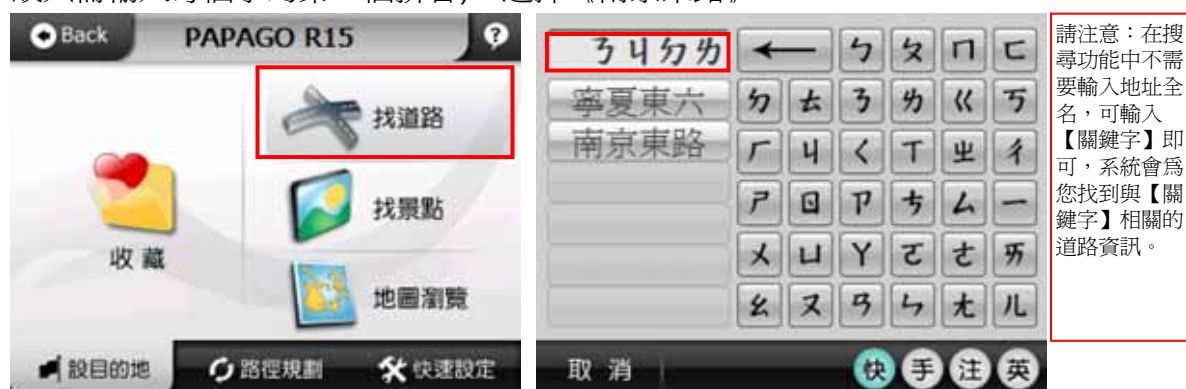 Back
PAPAGO R15
?
找道路
找景點
收藏
地圖瀏覽
設目的地
路徑規劃
快速設定
ㄋㄐㄉㄌ
寧夏東六
南京東路
← ㄅ ㄆ ㄇ ㄈ
ㄉ ㄊ ㄋ ㄌ ㄍ ㄎ
ㄏ ㄐ ㄑ ㄒ ㄓ ㄔ
ㄕ ㄖ ㄗ ㄘ ㄙ ㄧ
ㄨ ㄩ ㄚ ㄛ ㄜ ㄞ
ㄠ ㄡ ㄢ ㄣ ㄤ ㄦ
取消
快 手 注 英
請注意：在搜
尋功能中不需
要輸入地址全
名，可輸入
【關鍵字】即
可，系統會爲
您找到與【關
鍵字】相關的
道路資訊。